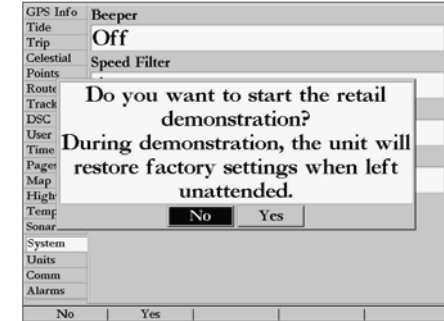 GPS Info
Tide
Trip
Celestial
Points
Route
Track
DSC
User
Time
Pages
Map
High
Temp
Sonar
System
Units
Comm
Alarms
Beeper
Off
Speed Filter
Do you want to start the retail
demonstration?
During demonstration, the unit will
restore factory settings when left
unattended.
No Yes
No | Yes | | | |